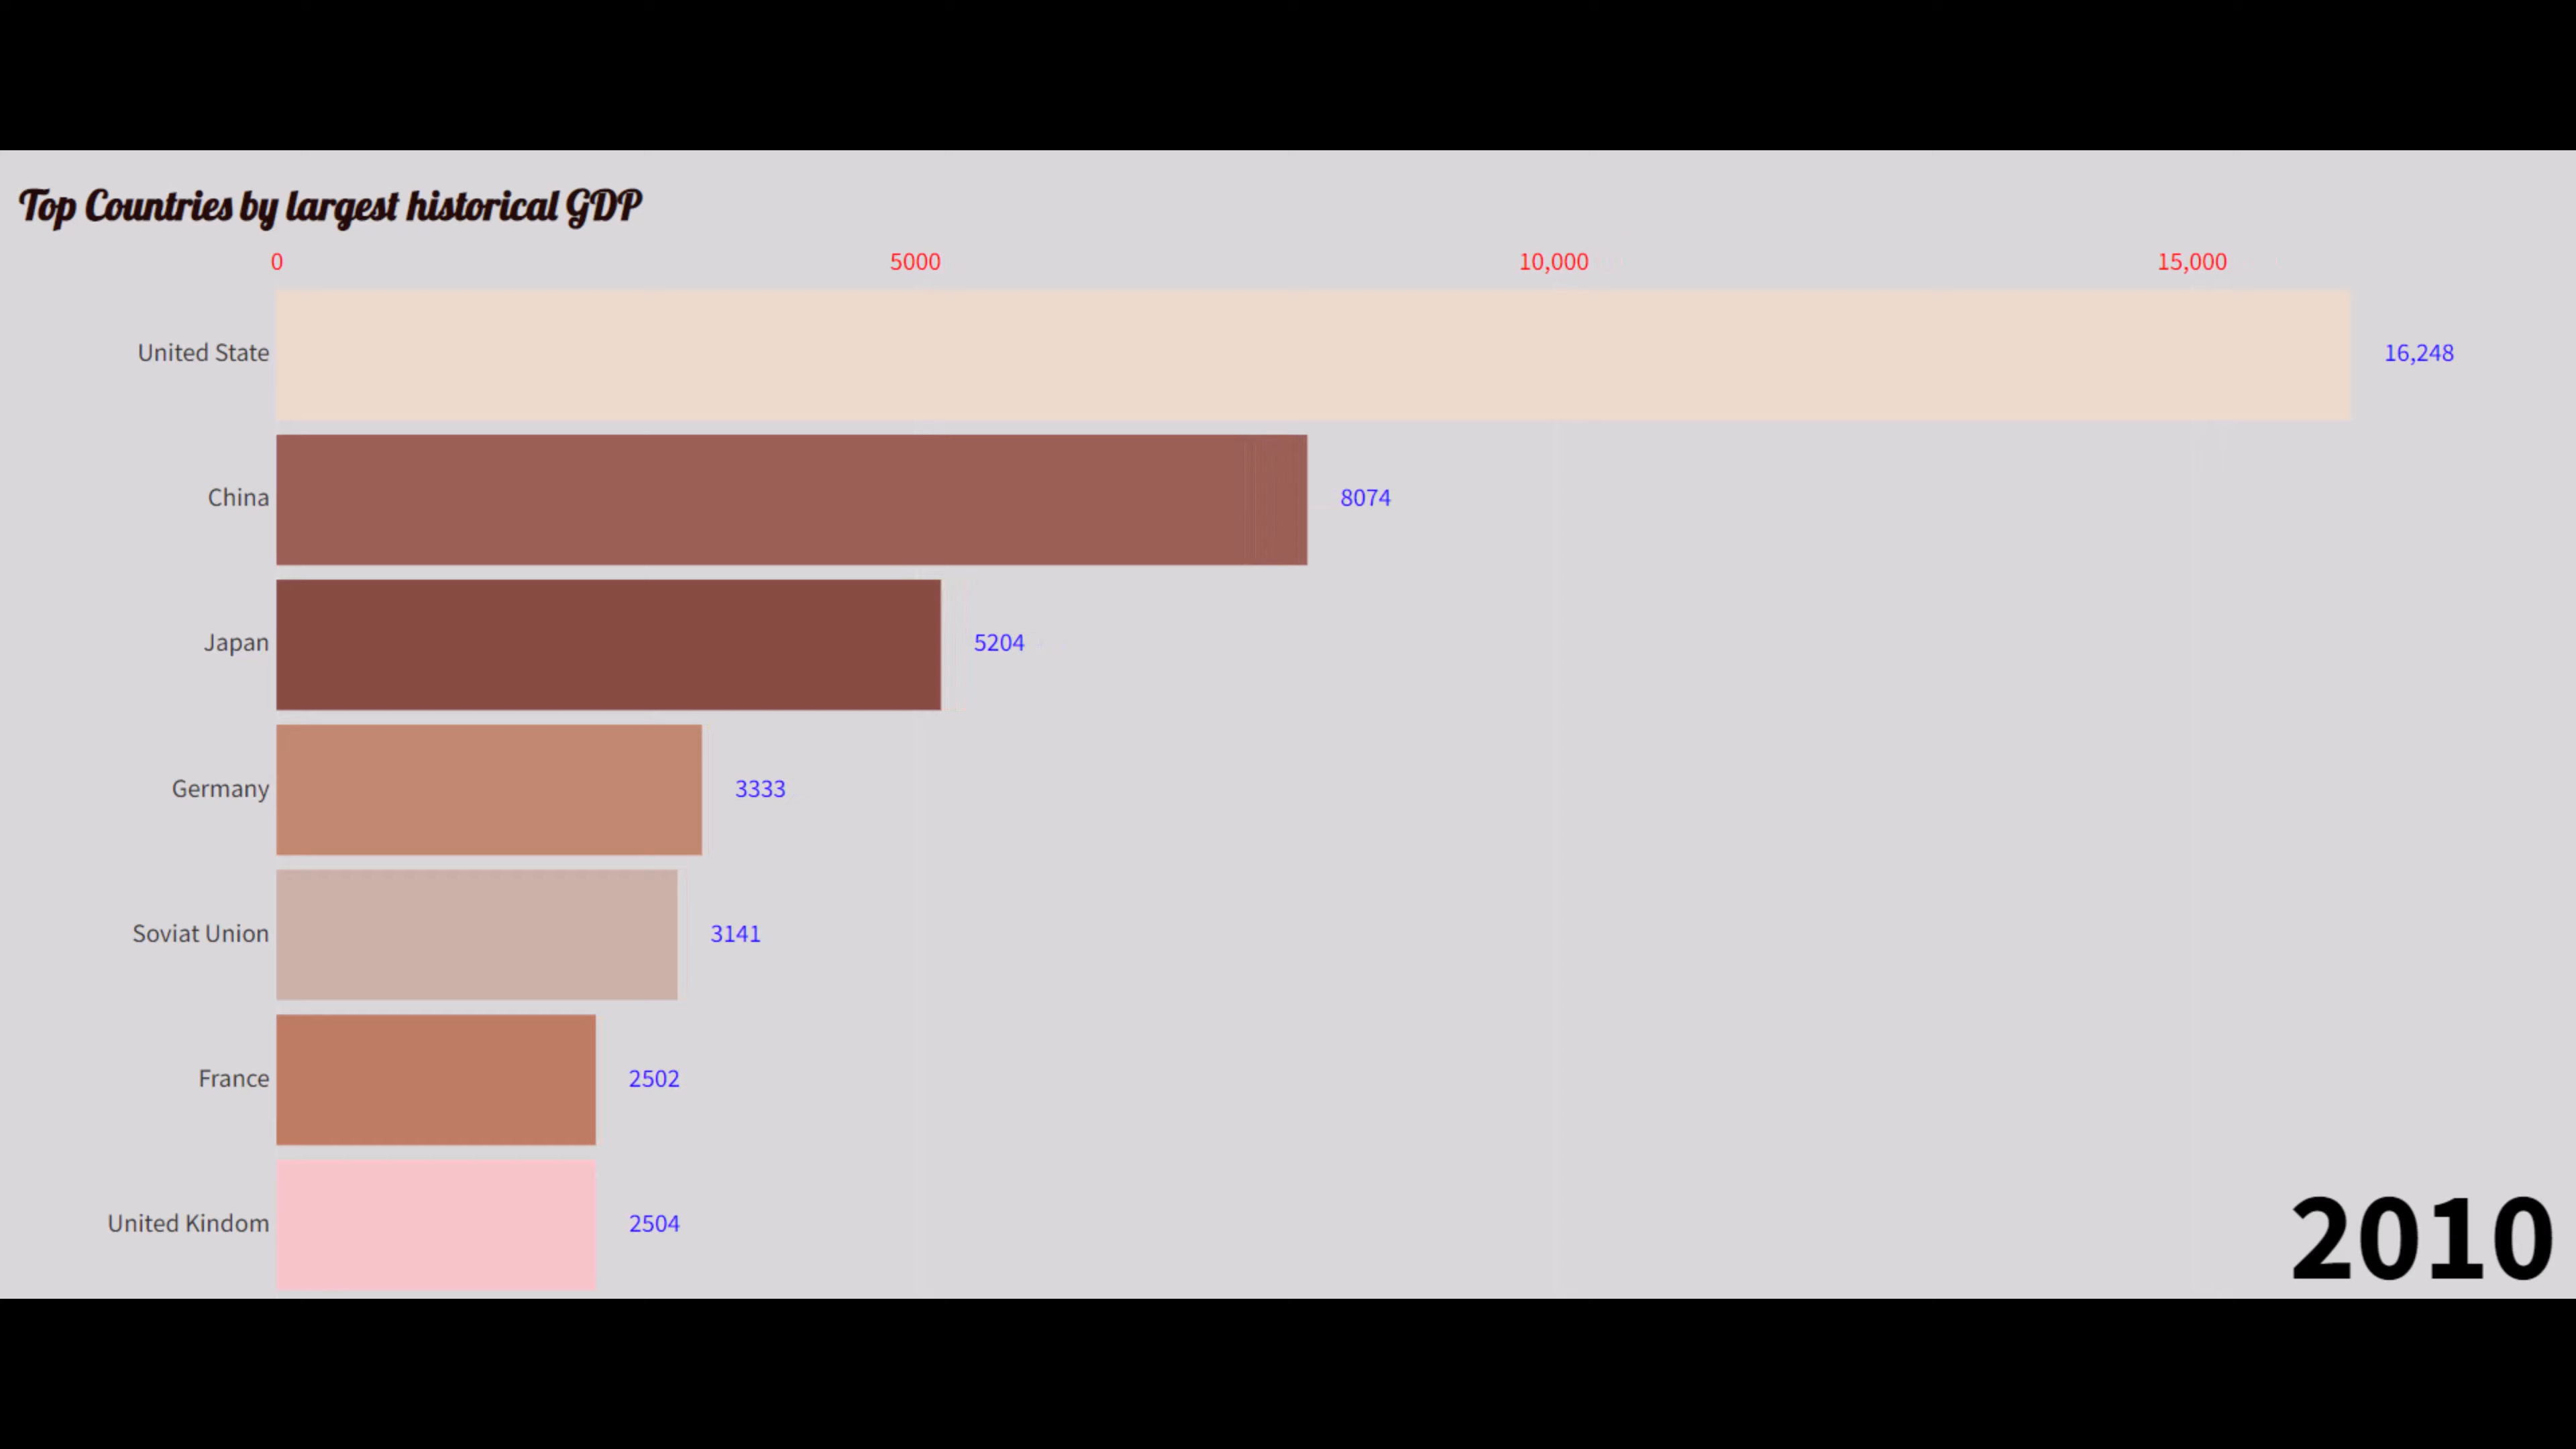 Top Countries by largest historical GDP
0 5000 10,000 15,000
United State 16,248
China 8074
Japan 5204
Germany 3333
Soviat Union 3141
France 2502
United Kindom 2504
2010